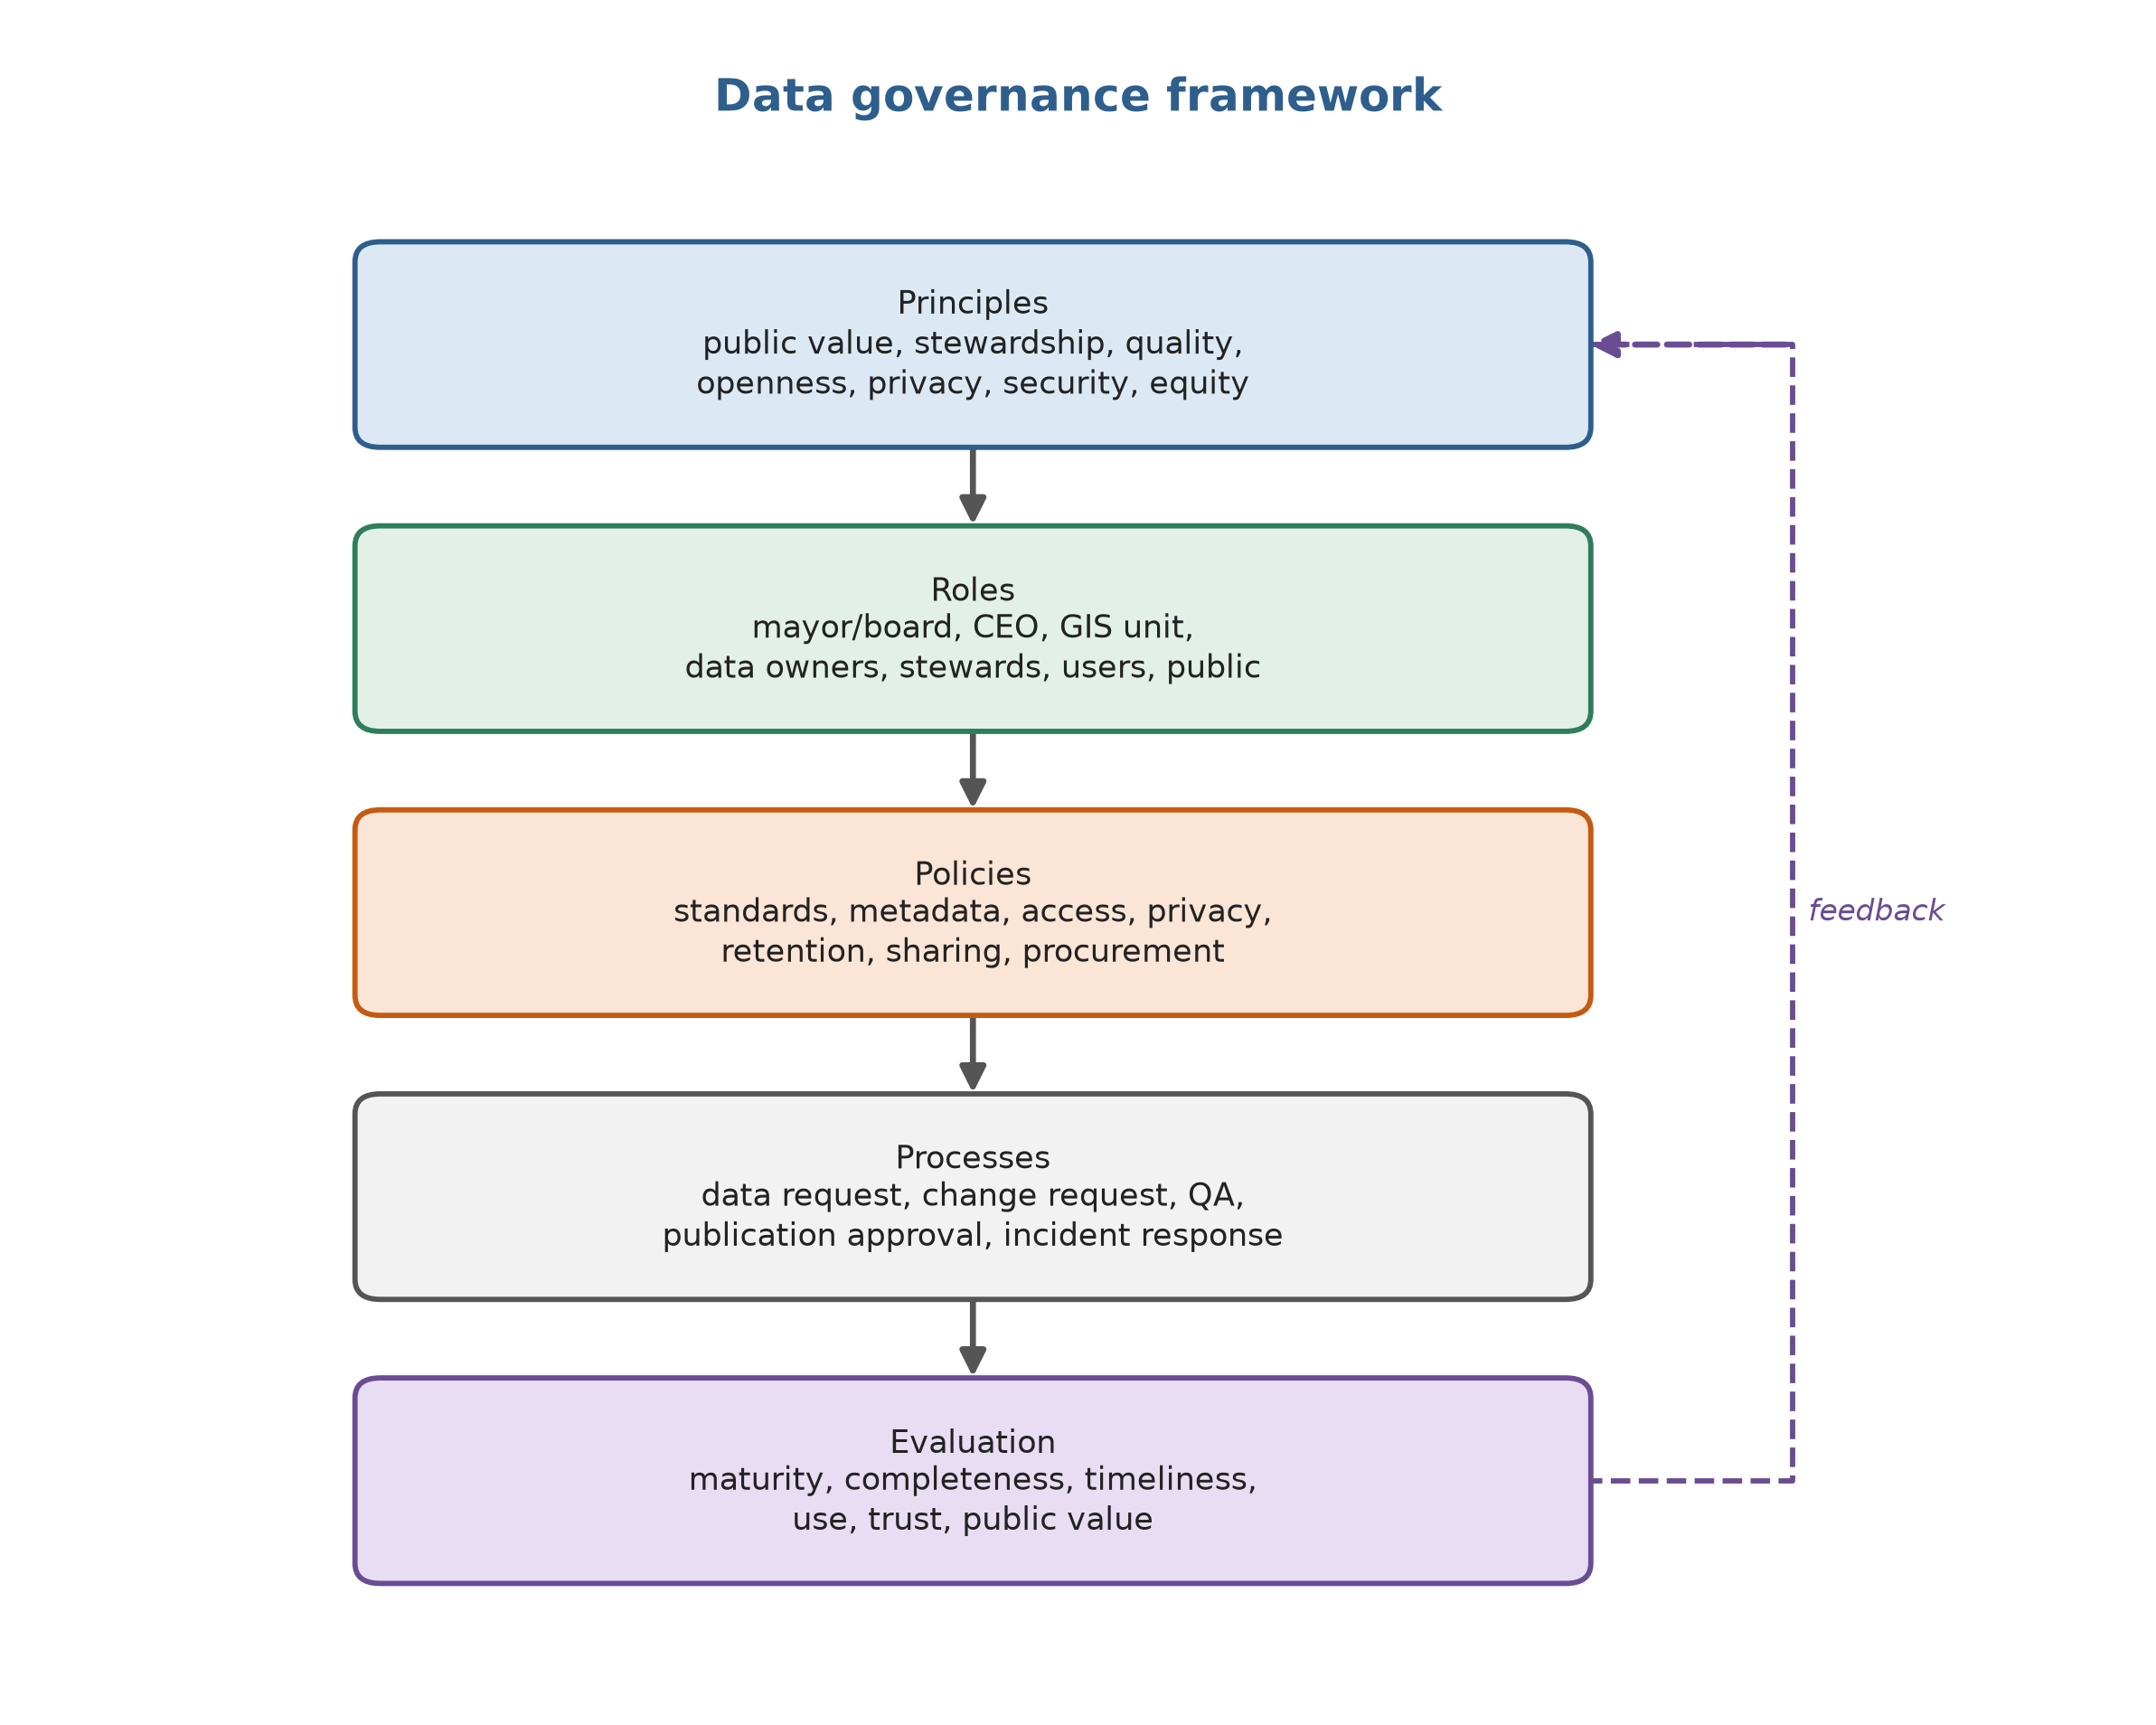 Data governance framework
Principles
public value, stewardship, quality,
openness, privacy, security, equity
Roles
mayor/board, CEO, GIS unit,
data owners, stewards, users, public
Policies
standards, metadata, access, privacy,
retention, sharing, procurement
feedback
Processes
data request, change request, QA,
publication approval, incident response
Evaluation
maturity, completeness, timeliness,
use, trust, public value